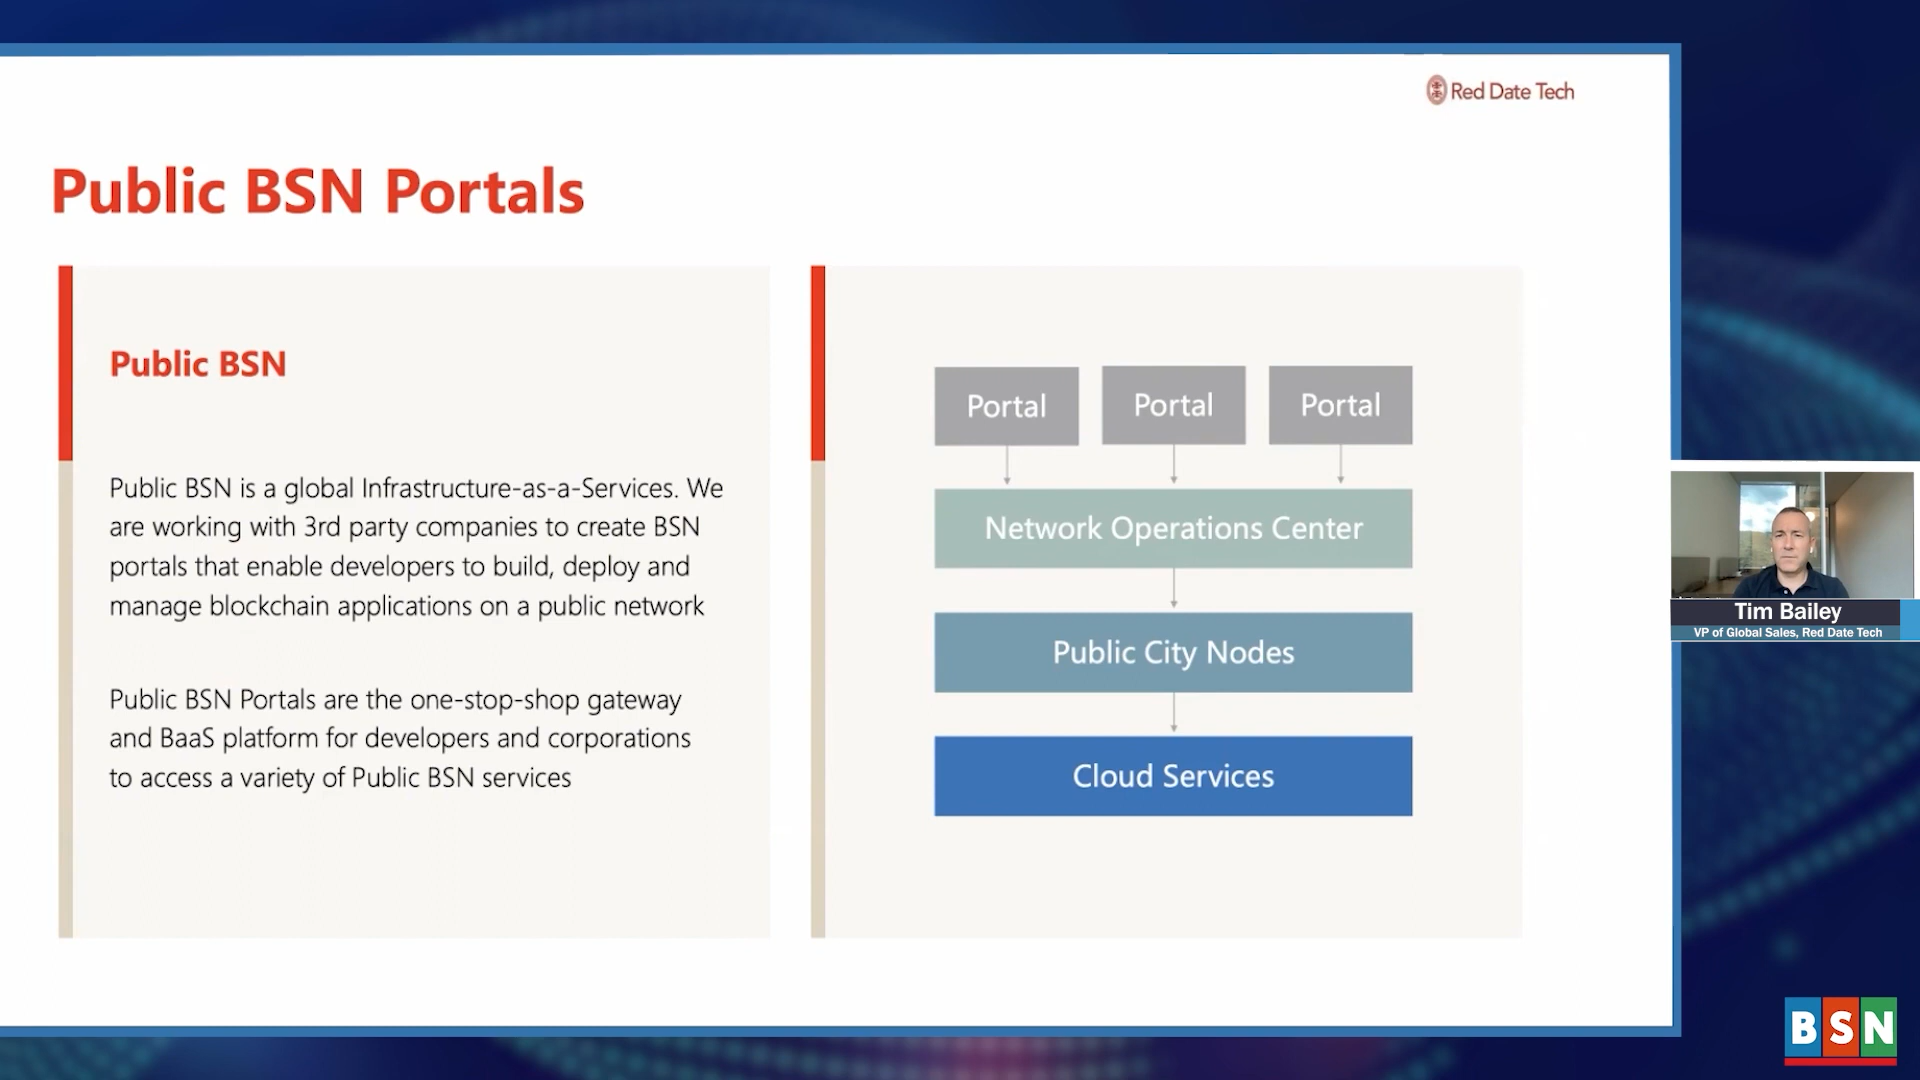 Red Date Tech
Public BSN Portals
Public BSN
Public BSN is a global Infrastructure-as-a-Services. We
are working with 3rd party companies to create BSN
portals that enable developers to build, deploy and
manage blockchain applications on a public network
Public BSN Portals are the one-stop-shop gateway
and BaaS platform for developers and corporations
to access a variety of Public BSN services
Portal Portal Portal
Network Operations Center
Public City Nodes
Cloud Services
Tim Bailey
VP of Global Sales, Red Date Tech
BSN